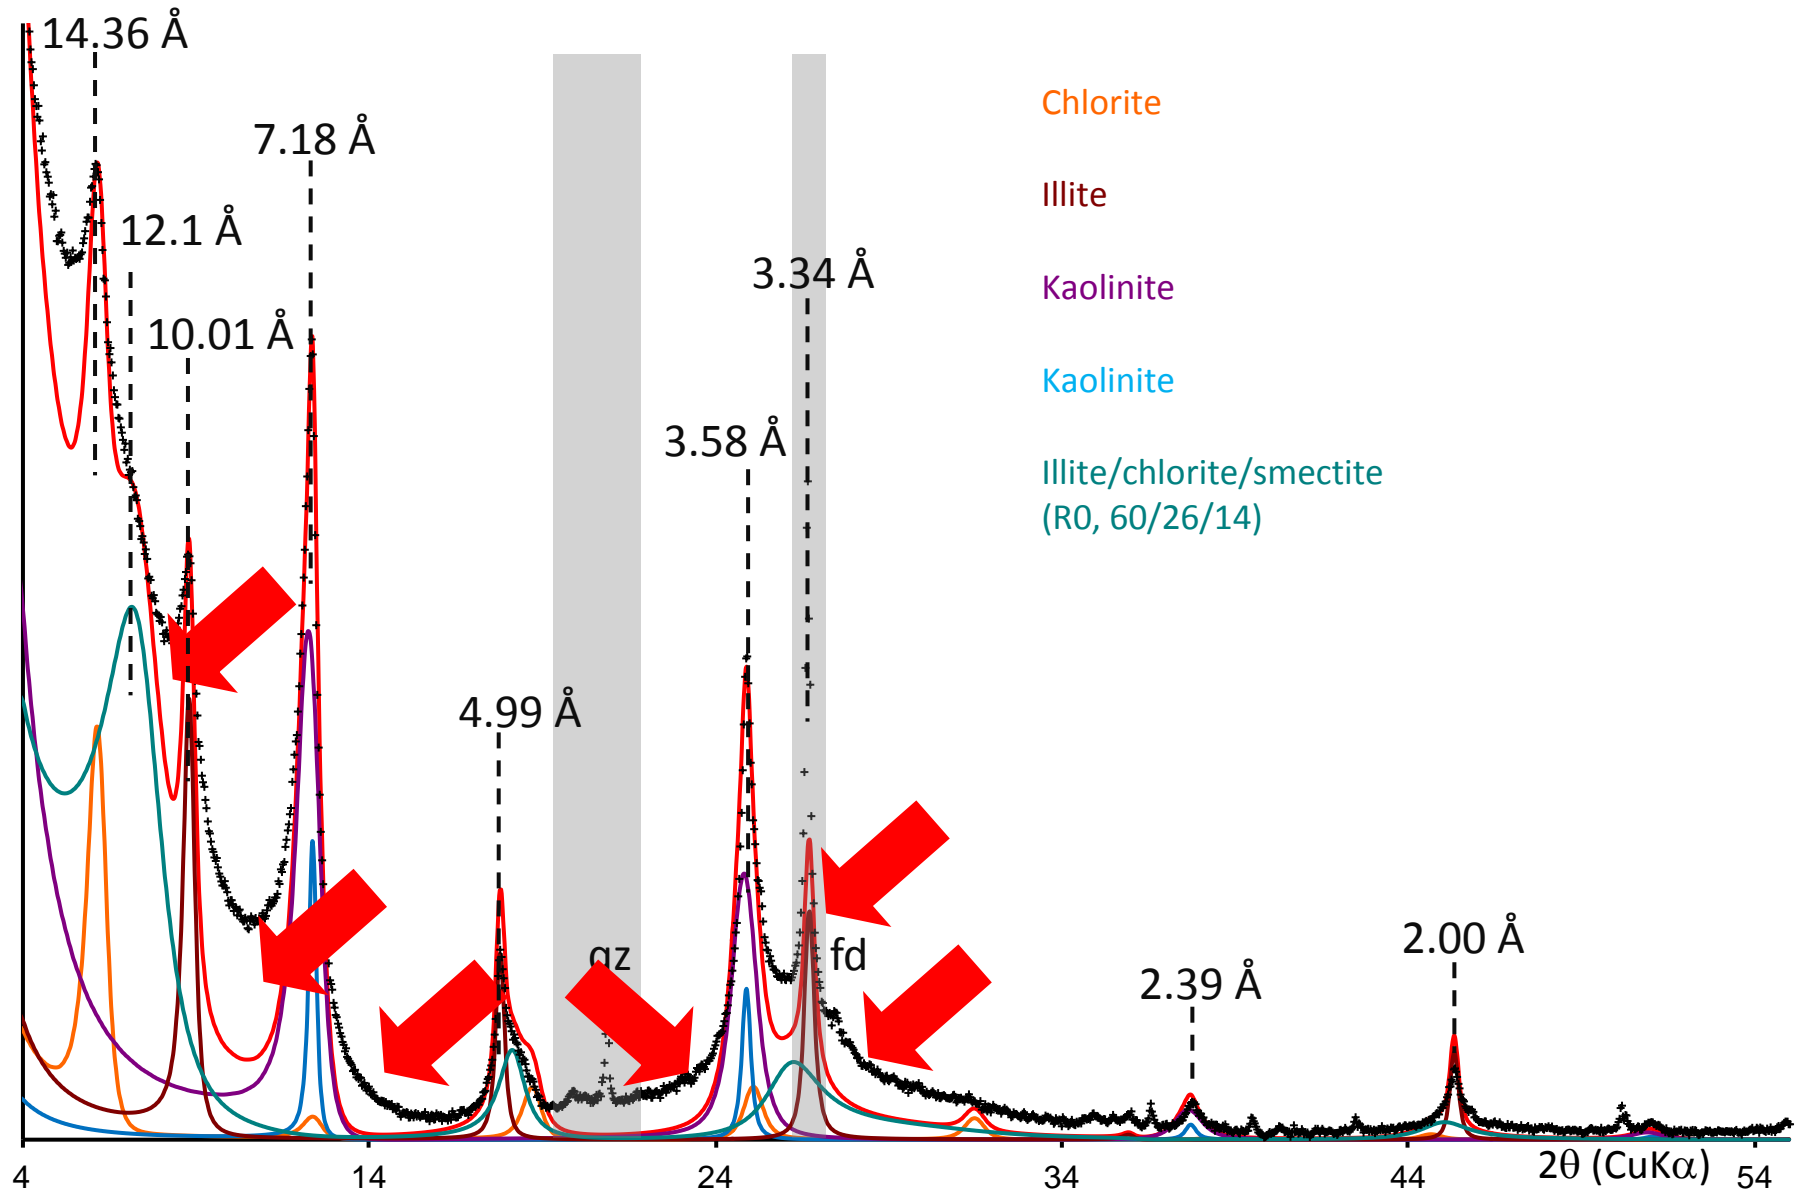 14.36 Å
7.18 Å
12.1 Å
10.01 Å
3.34 Å
3.58 Å
4.99 Å
2.39 Å
2.00 Å
qz
fd
Chlorite
Illite
Kaolinite
Kaolinite
Illite/chlorite/smectite
(R0, 60/26/14)
4
14
24
34
44
54
2θ (CuKα)